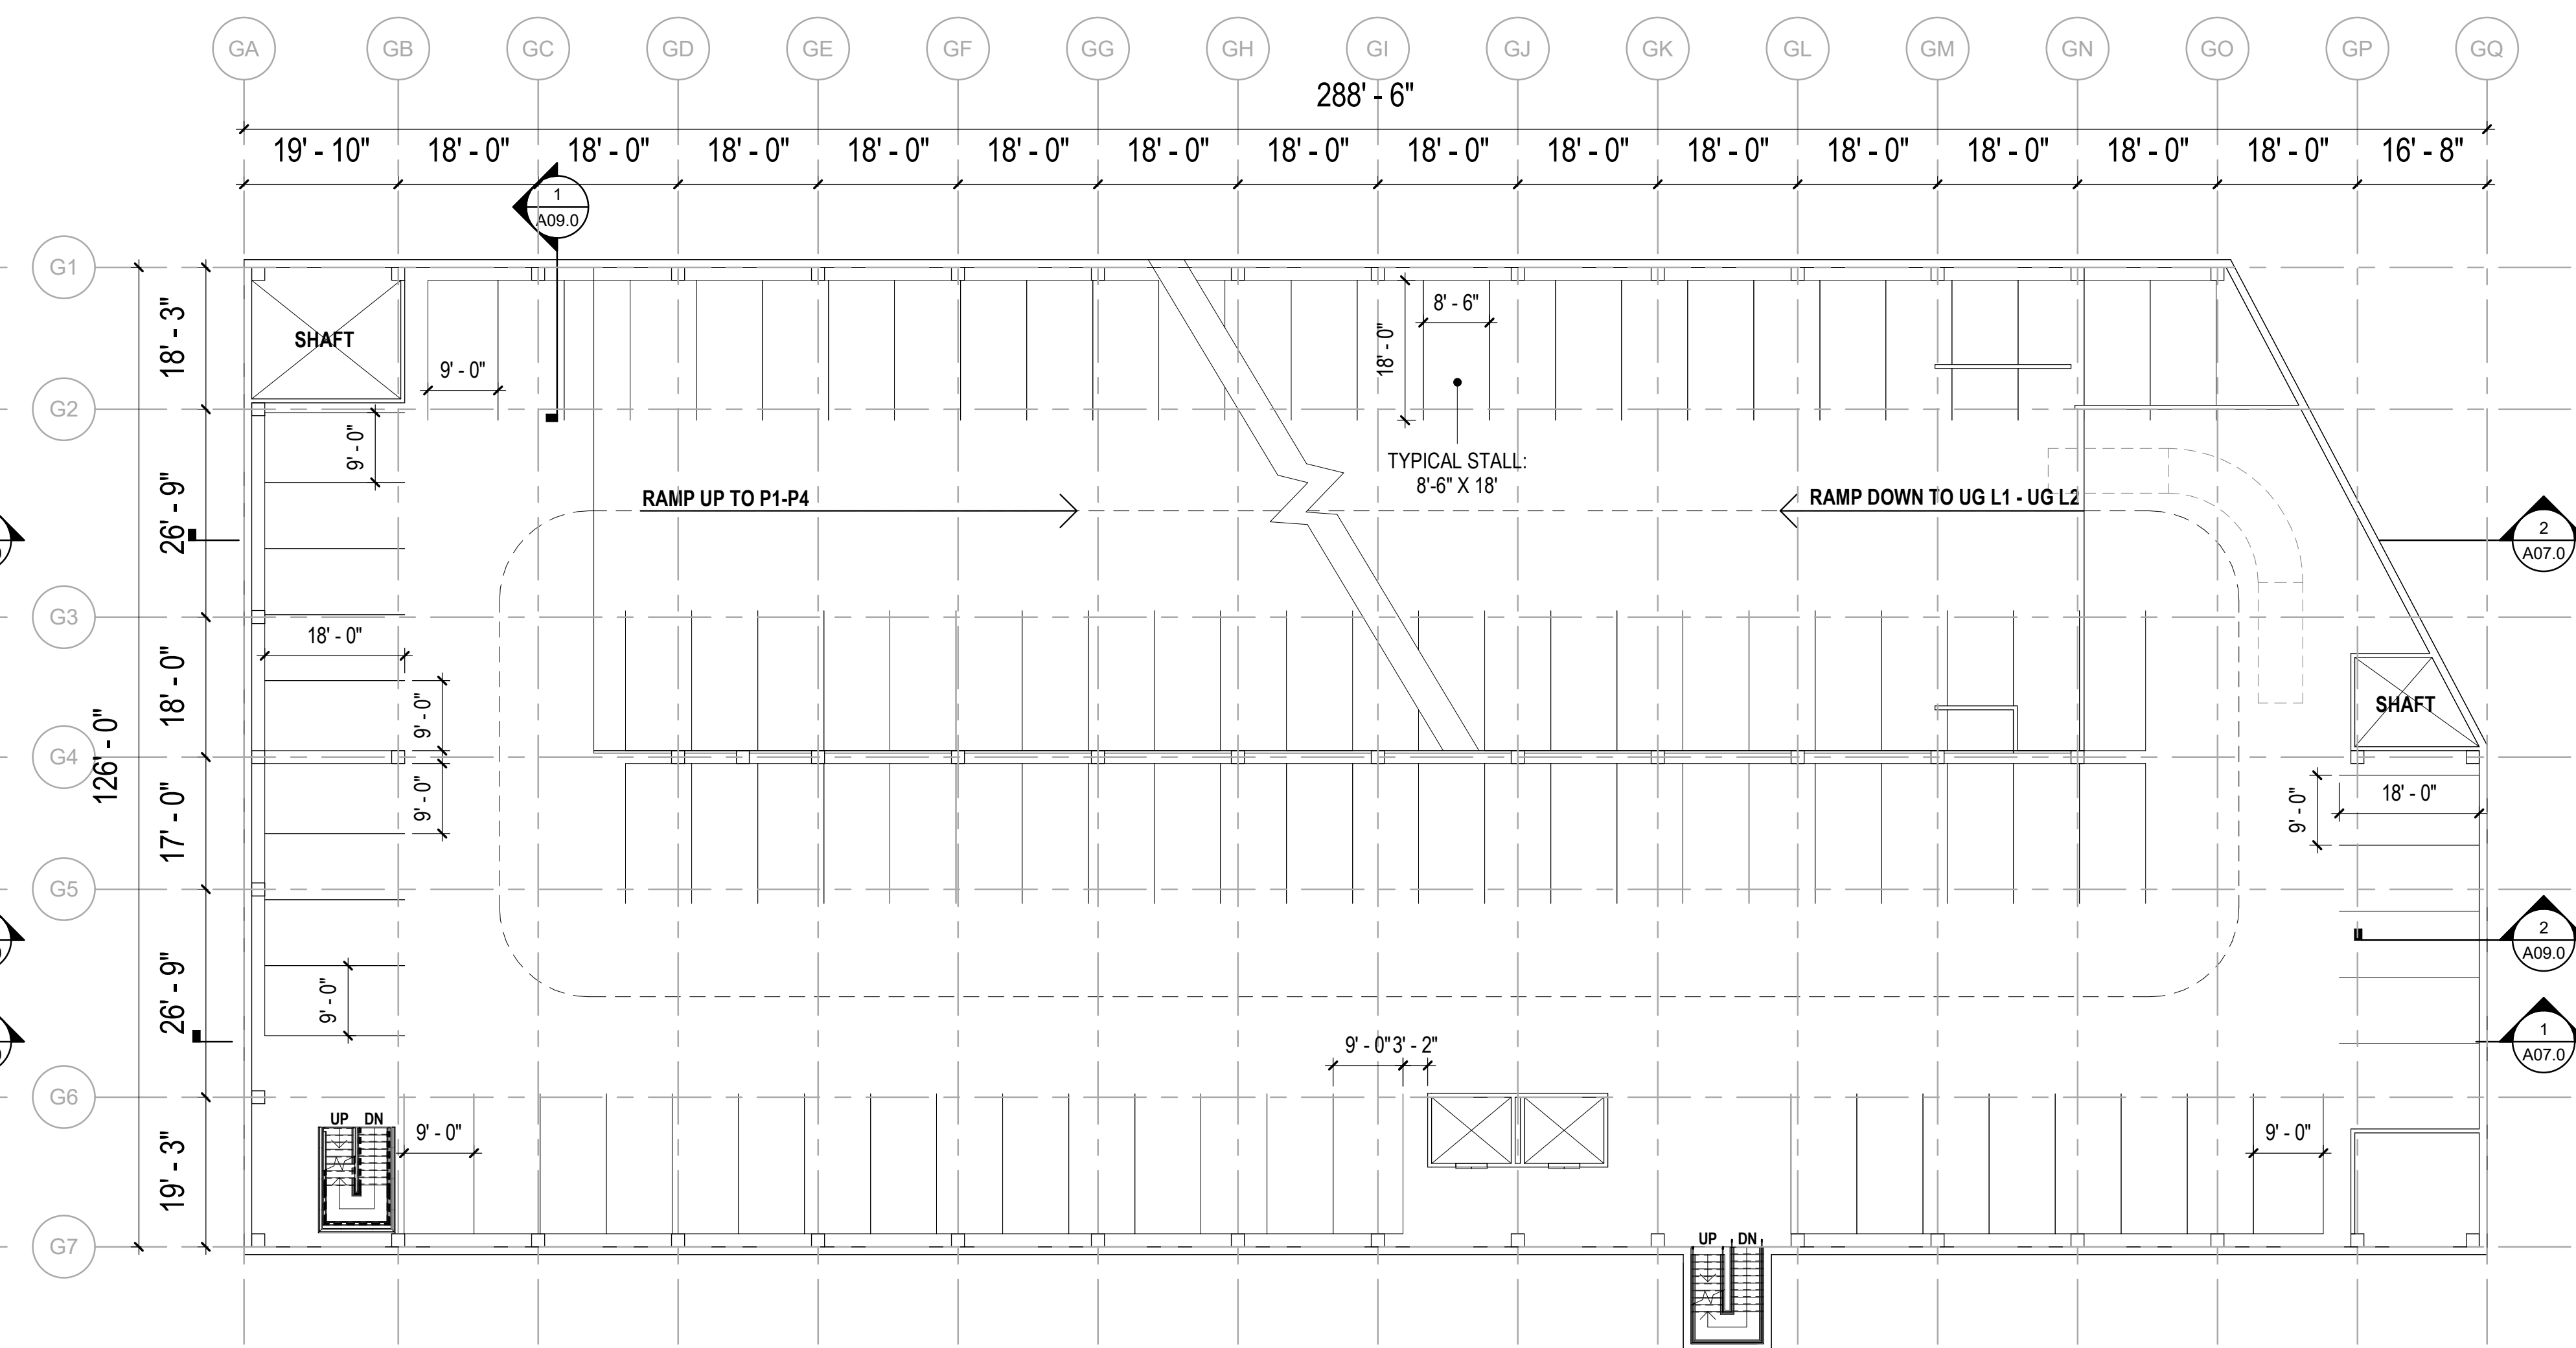 GA GB GC GD GE GF GG GH GI GJ GK GL GM GN GO GP GQ
288' - 6"
19' - 10" 18' - 0" 18' - 0" 18' - 0" 18' - 0" 18' - 0" 18' - 0" 18' - 0" 18' - 0" 18' - 0" 18' - 0" 18' - 0" 18' - 0" 18' - 0" 18' - 0" 16' - 8"
1
A09.0
G1
18' - 3"
SHAFT
9' - 0"
8' - 6"
18' - 0"
G2
9' - 0"
TYPICAL STALL:
8'-6" X 18'
26' - 9"
RAMP UP TO P1-P4
RAMP DOWN TO UG L1 - UG L2
2
A07.0
G3
18' - 0"
18' - 0"
9' - 0"
SHAFT
G4
126' - 0"
17' - 0"
9' - 0"
9' - 0"
18' - 0"
G5
26' - 9"
9' - 0"
2
A09.0
1
A07.0
9' - 0" 3' - 2"
G6
19' - 3"
UP DN
9' - 0"
9' - 0"
G7
UP DN